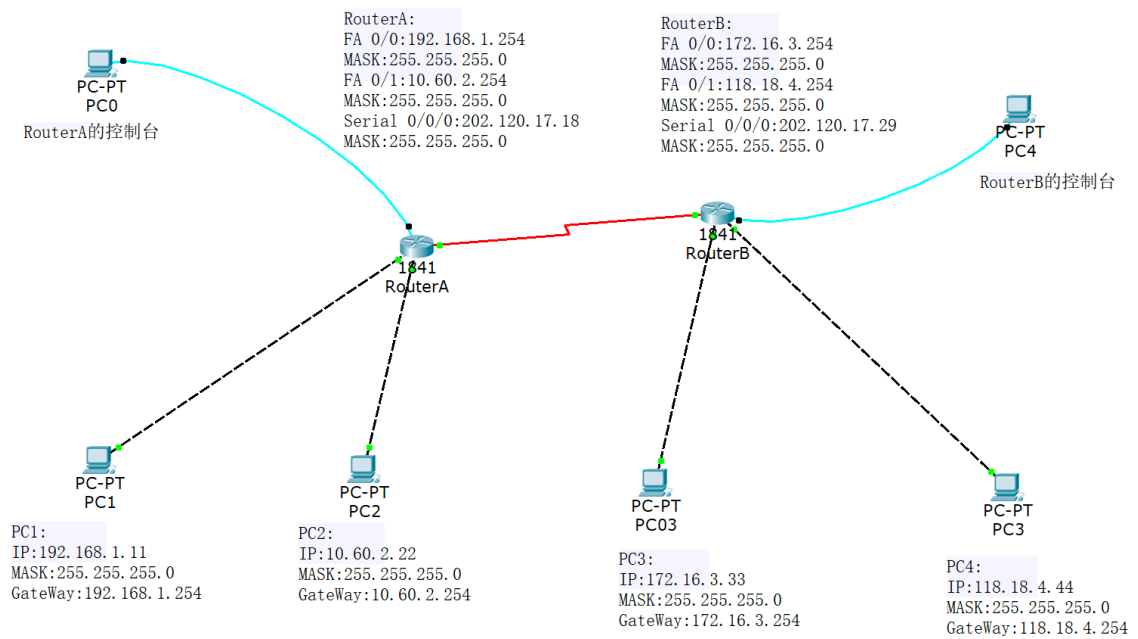 RouterA:
FA 0/0:192.168.1.254
MASK:255.255.255.0
FA 0/1:10.60.2.254
MASK:255.255.255.0
Serial 0/0/0:202.120.17.18
MASK:255.255.255.0
RouterB:
FA 0/0:172.16.3.254
MASK:255.255.255.0
FA 0/1:118.18.4.254
MASK:255.255.255.0
Serial 0/0/0:202.120.17.29
MASK:255.255.255.0
PC-PT
PC0
RouterA的控制台
PC-PT
PC4
RouterB的控制台
1841
RouterA
1841
RouterB
PC-PT
PC1
PC1:
IP:192.168.1.11
MASK:255.255.255.0
GateWay:192.168.1.254
PC-PT
PC2
PC2:
IP:10.60.2.22
MASK:255.255.255.0
GateWay:10.60.2.254
PC-PT
PC03
PC3:
IP:172.16.3.33
MASK:255.255.255.0
GateWay:172.16.3.254
PC-PT
PC3
PC4:
IP:118.18.4.44
MASK:255.255.255.0
GateWay:118.18.4.254